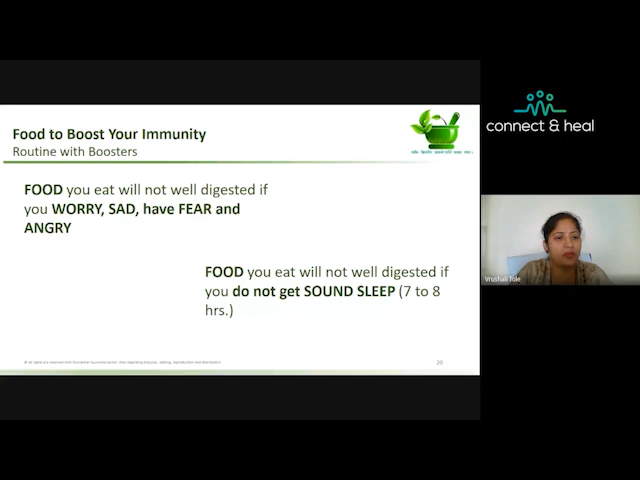 connect & heal
Food to Boost Your Immunity
Routine with Boosters
FOOD you eat will not well digested if
you WORRY, SAD, have FEAR and
ANGRY
FOOD you eat will not well digested if
you do not get SOUND SLEEP (7 to 8
hrs.)
Vrushali Tole
20